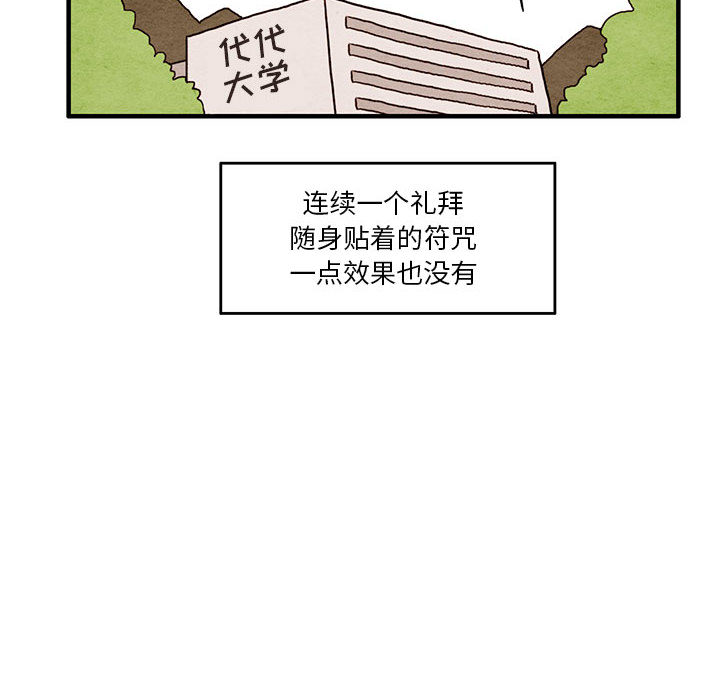 代代
大学
连续一个礼拜
随身贴着的符咒
一点效果也没有